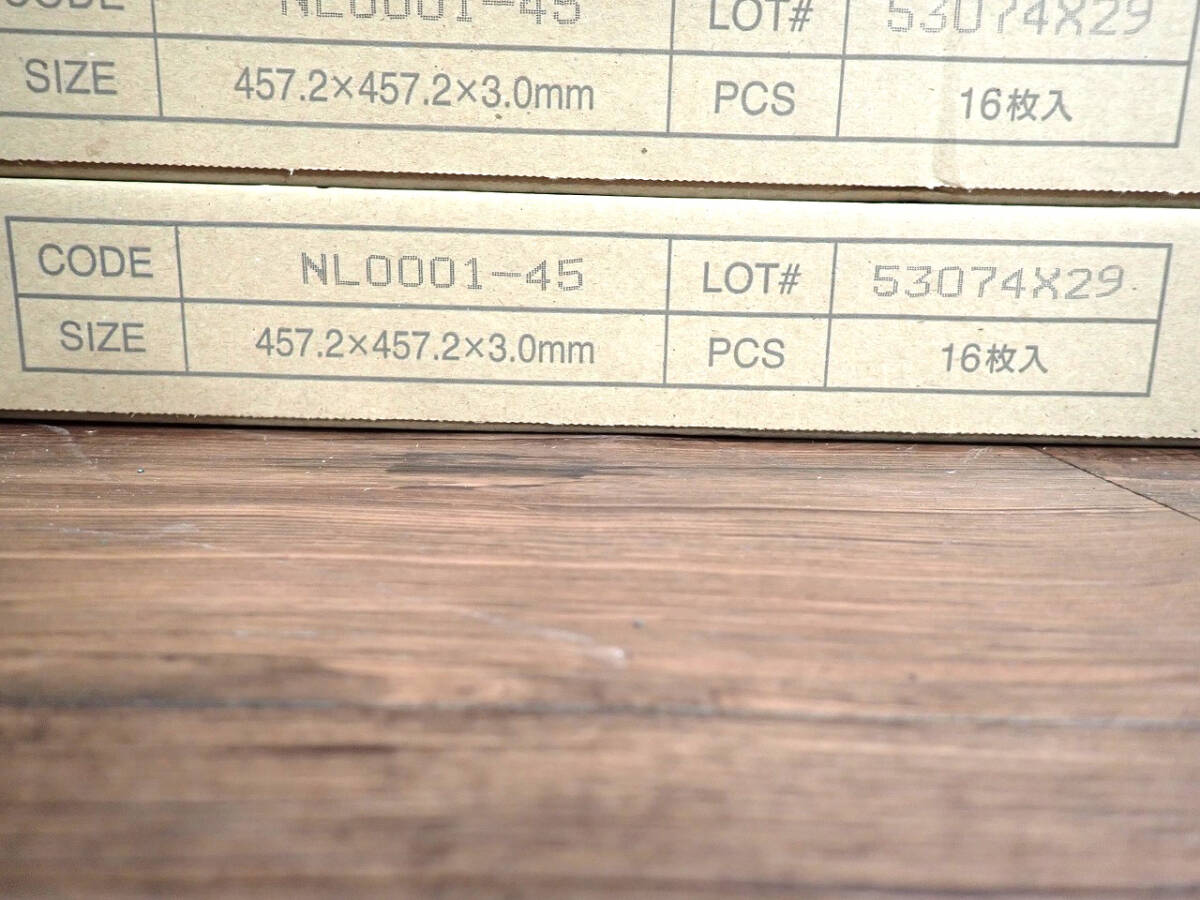 CODE NL0001-45 LOT# 53074X29
SIZE 457.2×457.2×3.0mm PCS 16枚入
CODE NL0001-45 LOT# 53074X29
SIZE 457.2×457.2×3.0mm PCS 16枚入